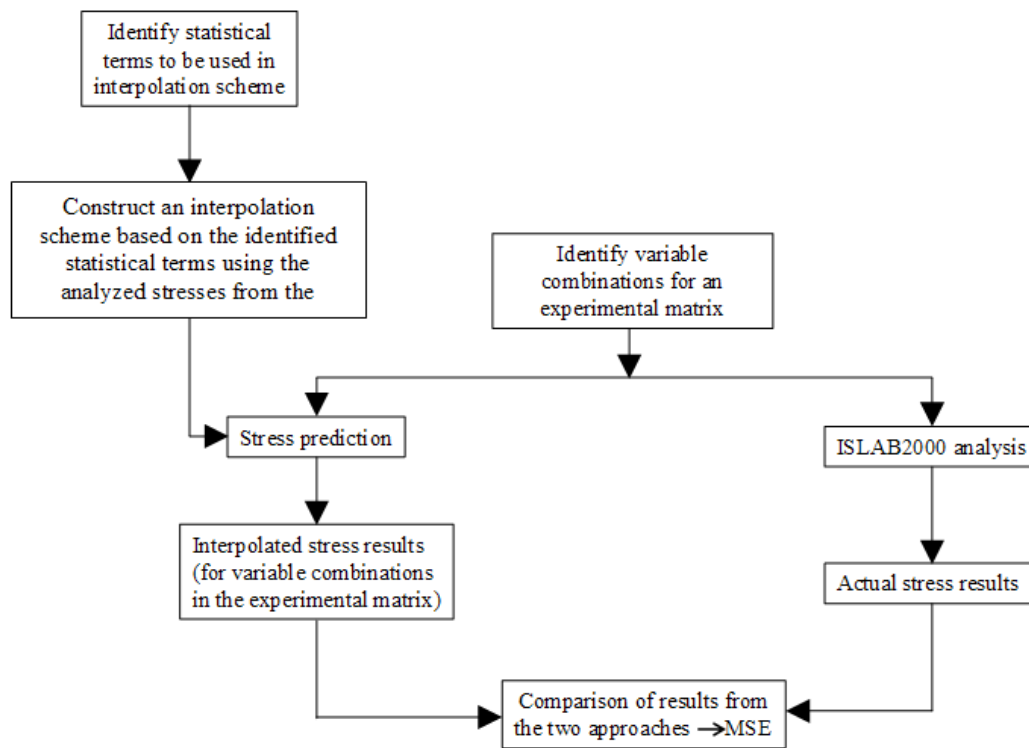 Identify statistical
terms to be used in
interpolation scheme
Construct an interpolation
scheme based on the identified
statistical terms using the
analyzed stresses from the
Identify variable
combinations for an
experimental matrix
Stress prediction
ISLAB2000 analysis
Interpolated stress results
(for variable combinations
in the experimental matrix)
Actual stress results
Comparison of results from
the two approaches →MSE